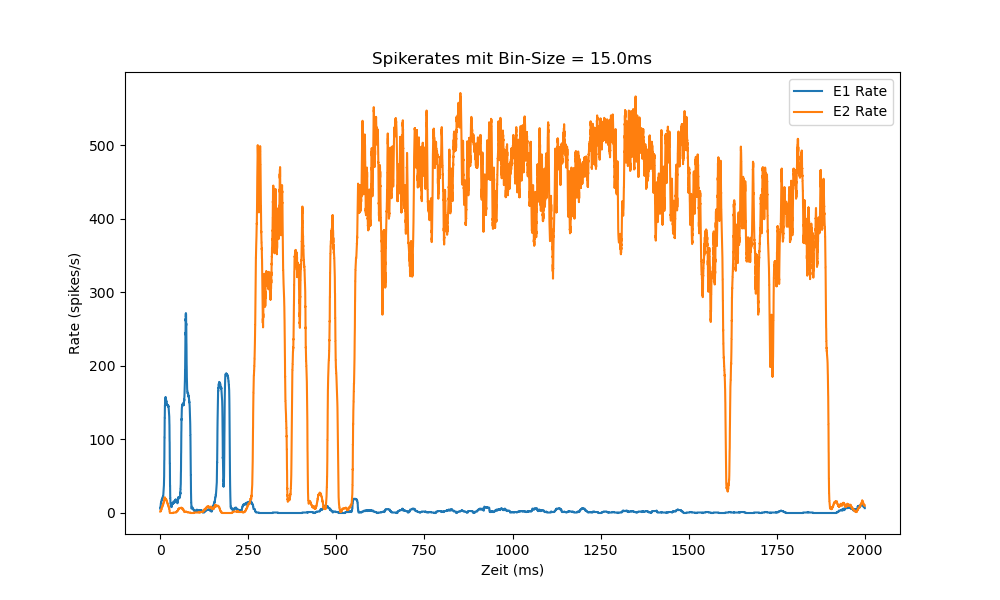 Spikerates mit Bin-Size = 15.0ms
E1 Rate
E2 Rate
500
400
300
200
100
0
Rate (spikes/s)
0 250 500 750 1000 1250 1500 1750 2000
Zeit (ms)